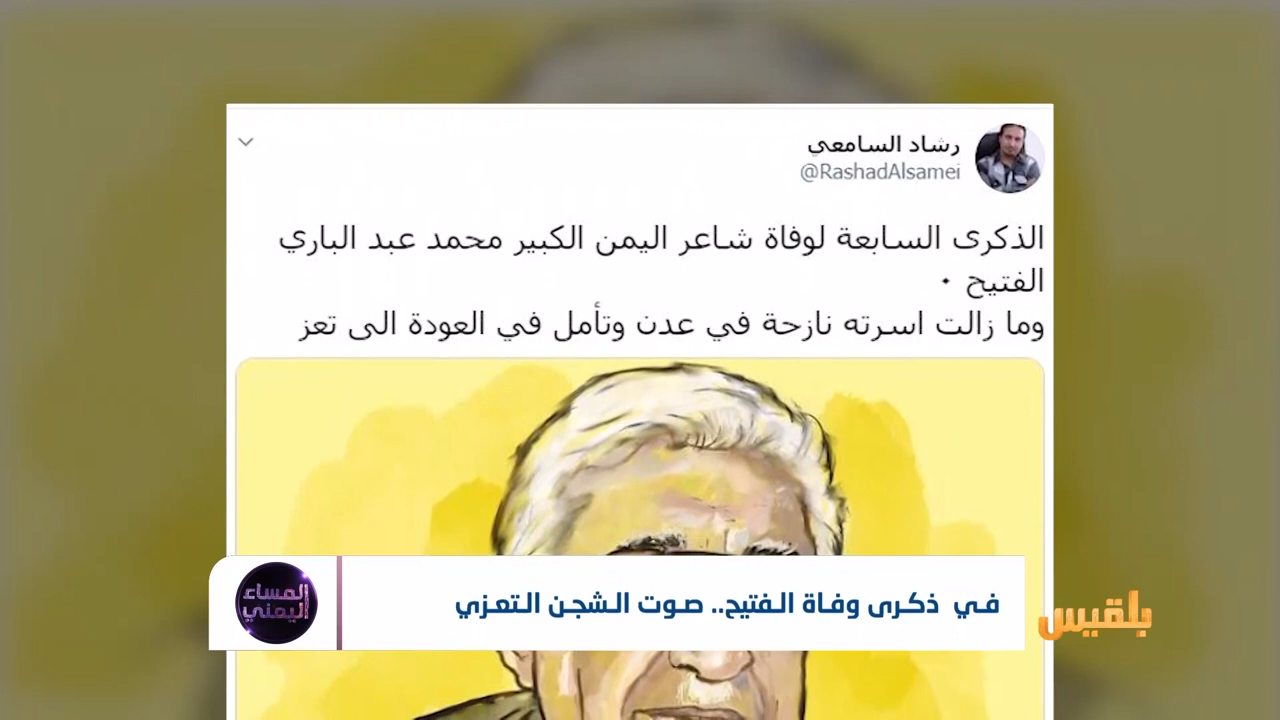 رشاد السامعي
@RashadAlsamei
الذكرى السابعة لوفاة شاعر اليمن الكبير محمد عبد الباري
الفتيح ٠
وما زالت اسرته نازحة في عدن وتأمل في العودة الى تعز
في ذكرى وفاة الفتيح.. صوت الشجن التعزي
المساء
اليمني
بلقيس